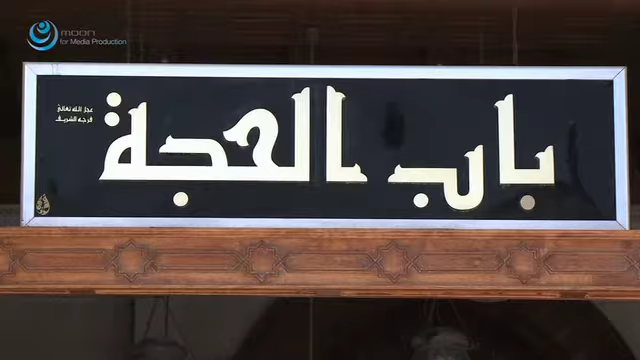 moon
for Media Production
باب الحجة
عجل الله تعالى
فرجه الشريف